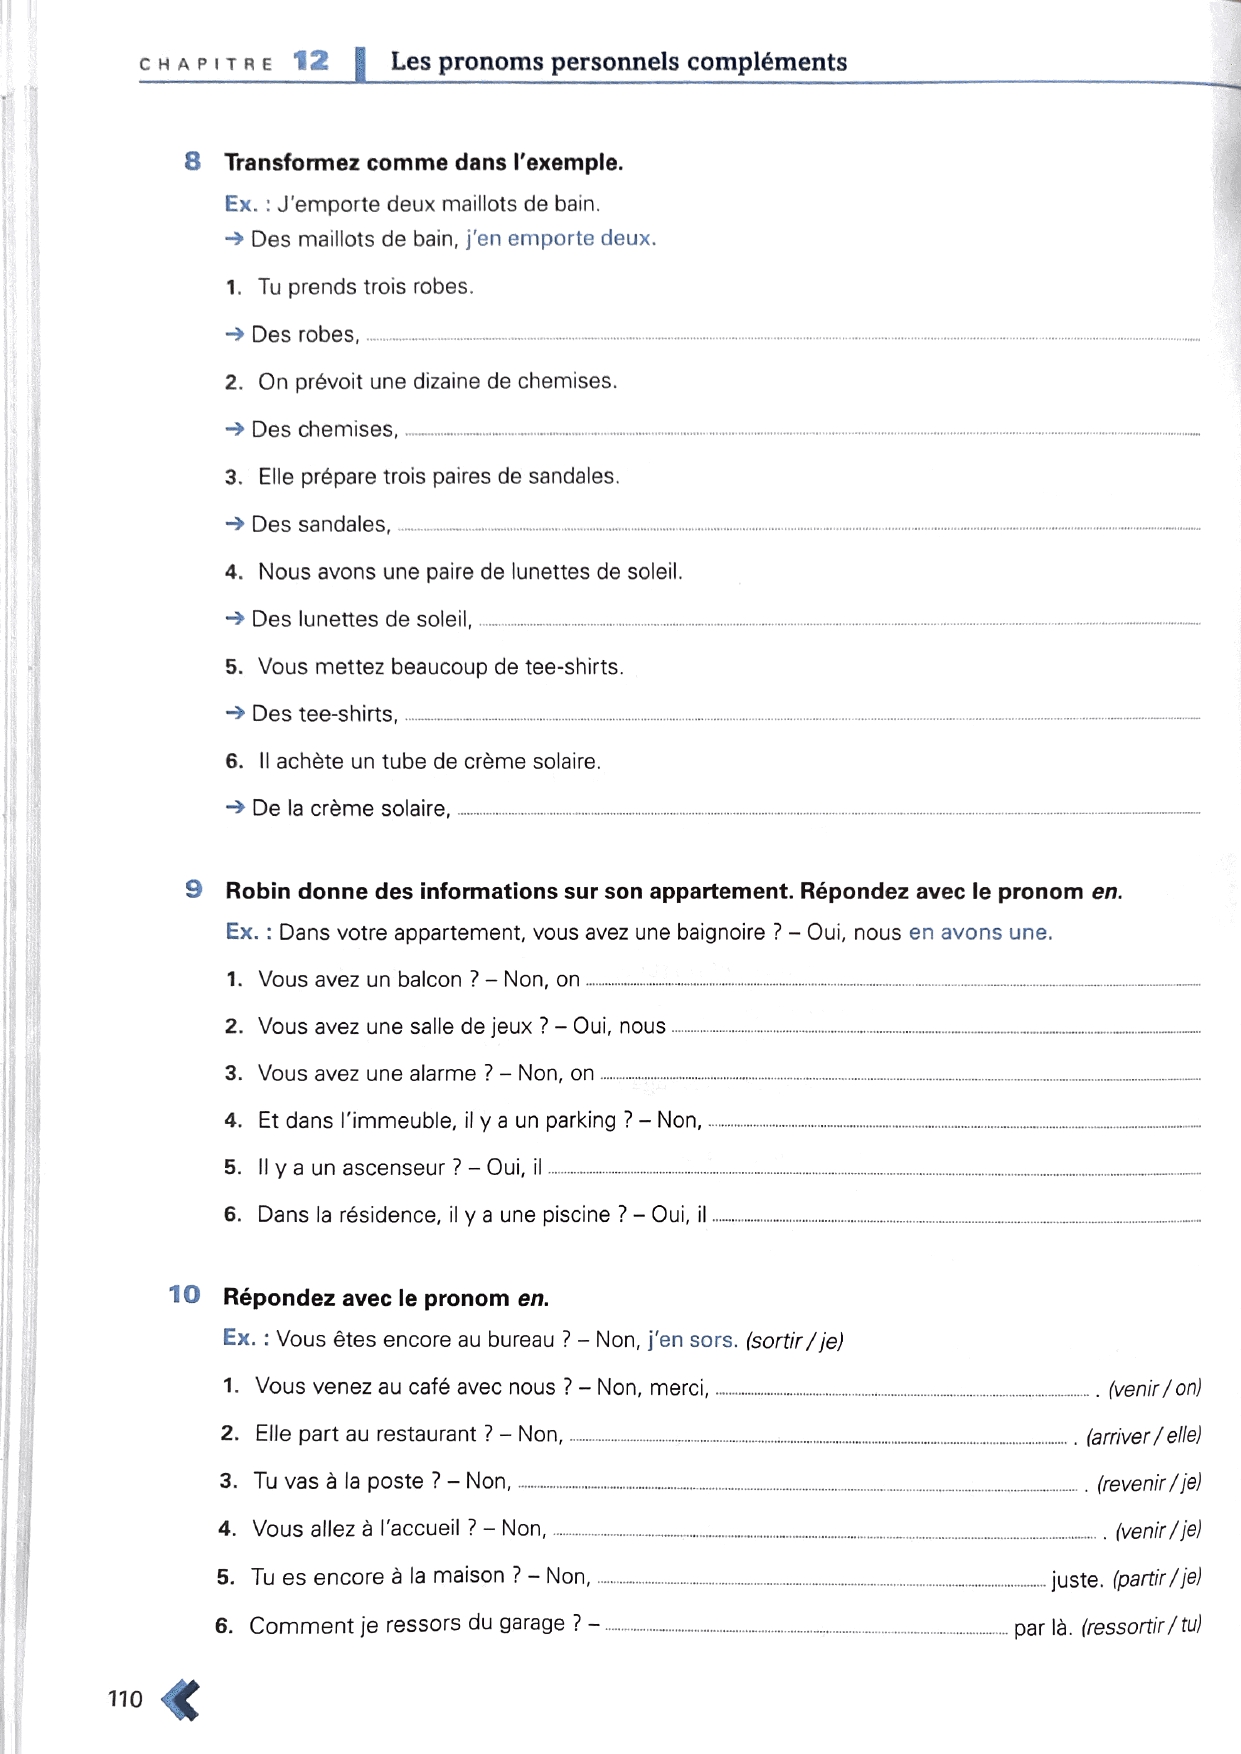 CHAPITRE 12 Les pronoms personnels compléments
8 Transformez comme dans l'exemple.
Ex. : J'emporte deux maillots de bain.
→ Des maillots de bain, j'en emporte deux.
1. Tu prends trois robes.
→ Des robes,
2. On prévoit une dizaine de chemises.
→ Des chemises,
3. Elle prépare trois paires de sandales.
→ Des sandales,
4. Nous avons une paire de lunettes de soleil.
→ Des lunettes de soleil,
5. Vous mettez beaucoup de tee-shirts.
→ Des tee-shirts,
6. Il achète un tube de crème solaire.
→ De la crème solaire,
9 Robin donne des informations sur son appartement. Répondez avec le pronom en.
Ex. : Dans votre appartement, vous avez une baignoire ? – Oui, nous en avons une.
1. Vous avez un balcon ? – Non, on
2. Vous avez une salle de jeux ? – Oui, nous
3. Vous avez une alarme ? – Non, on
4. Et dans l'immeuble, il y a un parking ? – Non,
5. Il y a un ascenseur ? – Oui, il
6. Dans la résidence, il y a une piscine ? – Oui, il
10 Répondez avec le pronom en.
Ex. : Vous êtes encore au bureau ? – Non, j'en sors. (sortir / je)
1. Vous venez au café avec nous ? – Non, merci, . (venir / on)
2. Elle part au restaurant ? – Non, . (arriver / elle)
3. Tu vas à la poste ? – Non, . (revenir / je)
4. Vous allez à l'accueil ? – Non, . (venir / je)
5. Tu es encore à la maison ? – Non, juste. (partir / je)
6. Comment je ressors du garage ? – par là. (ressortir / tu)
110